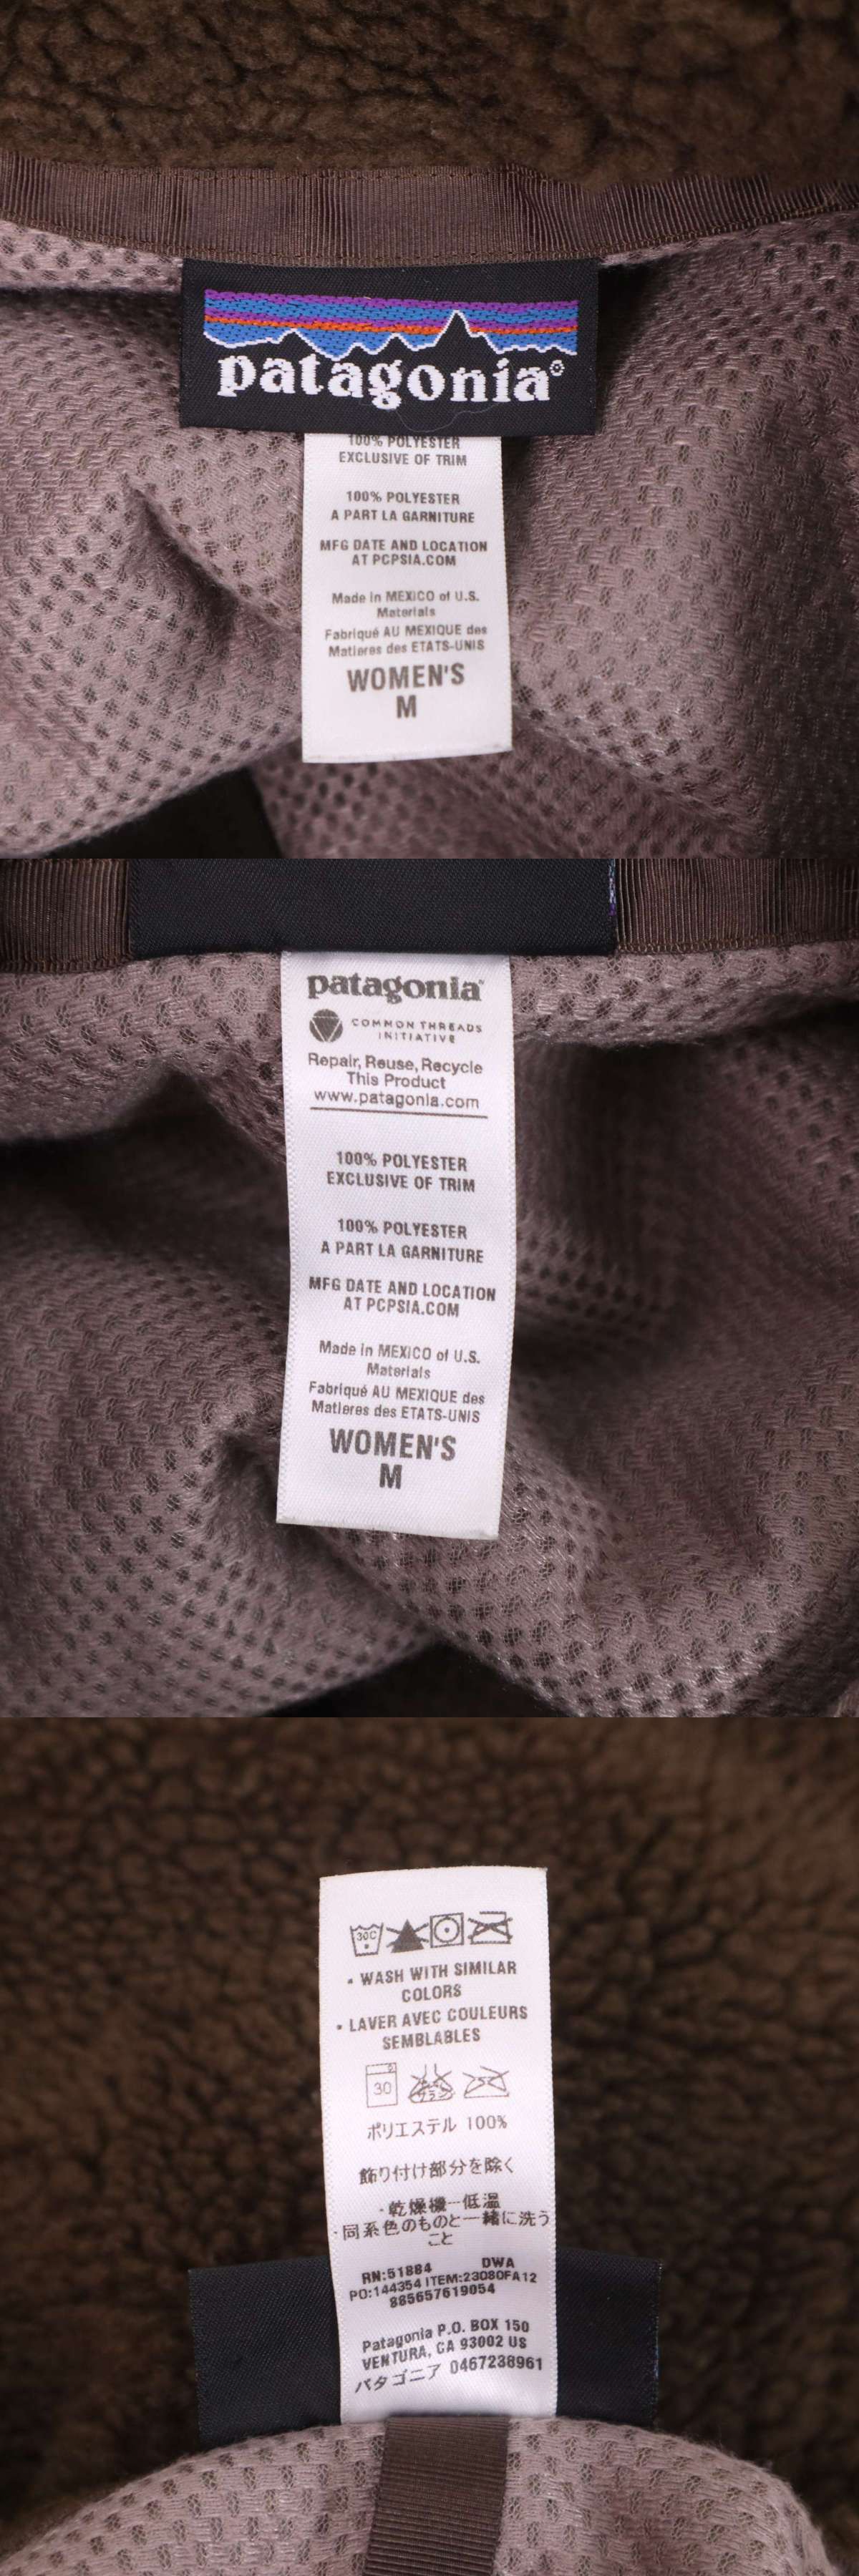 patagonia®
100% POLYESTER
EXCLUSIVE OF TRIM
100% POLYESTER
A PART LA GARNITURE
MFG DATE AND LOCATION
AT PCPSIA.COM
Made in MEXICO of U.S.
Materials
Fabriqué AU MEXIQUE des
Matieres des ETATS-UNIS
WOMEN'S
M
patagonia
COMMON THREADS
INITIATIVE
Repair, Reuse, Recycle
This Product
www.patagonia.com
100% POLYESTER
EXCLUSIVE OF TRIM
100% POLYESTER
A PART LA GARNITURE
MFG DATE AND LOCATION
AT PCPSIA.COM
Made in MEXICO of U.S.
Materials
Fabriqué AU MEXIQUE des
Matieres des ETATS-UNIS
WOMEN'S
M
30C
• WASH WITH SIMILAR
COLORS
• LAVER AVEC COULEURS
SEMBLABLES
30
ポリエステル 100%
飾り付け部分を除く
・乾燥機－低温
・同系色のものと一緒に洗う
こと
RN:51884 DWA
PO:144354 ITEM:23080FA12
885657619054
Patagonia P.O. BOX 150
VENTURA, CA 93002 US
パタゴニア 0467238961